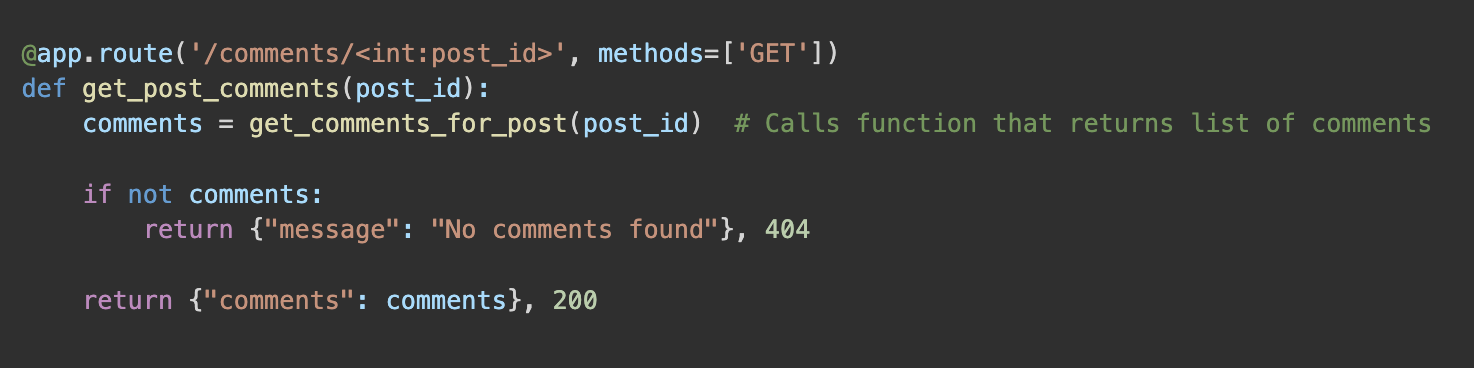 @app.route('/comments/<int:post_id>', methods=['GET'])
def get_post_comments(post_id):
    comments = get_comments_for_post(post_id)  # Calls function that returns list of comments

    if not comments:
        return {"message": "No comments found"}, 404

    return {"comments": comments}, 200